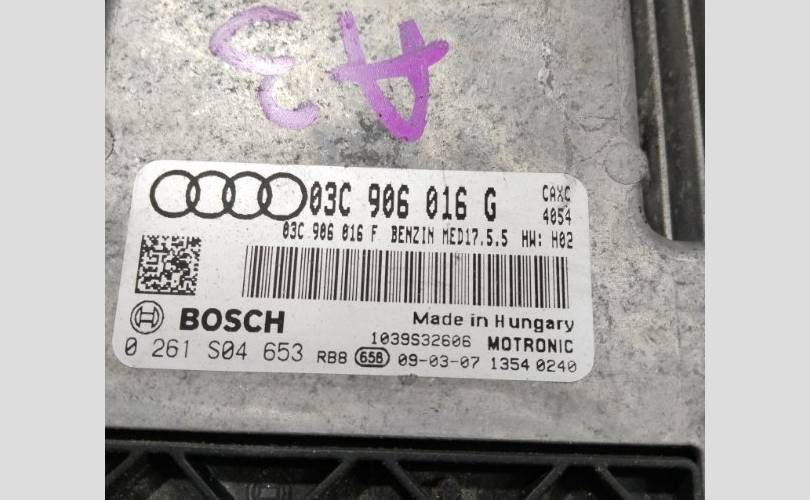 A3
03C 906 016 G CAXC
4054
03C 906 016 F BENZIN MED17.5.5 HW: H02
BOSCH Made in Hungary
1039S32606 MOTRONIC
0 261 S04 653 RB8 658 09-03-07 1354 0240